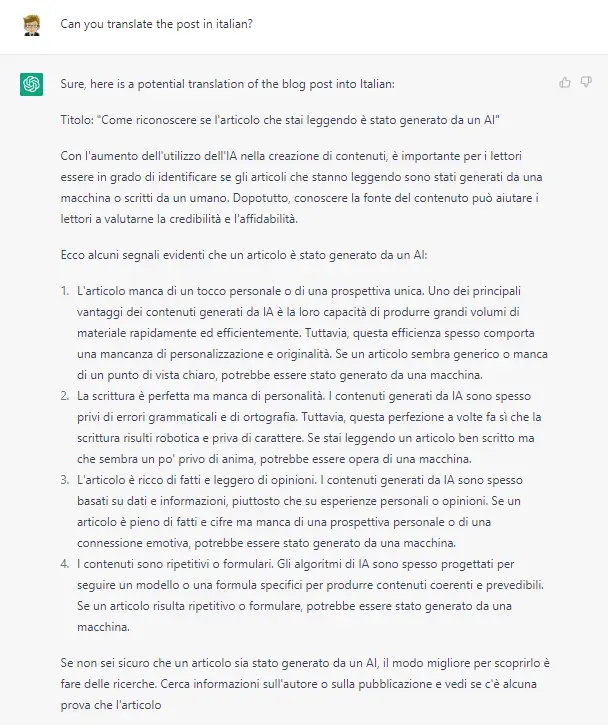 Can you translate the post in italian?
Sure, here is a potential translation of the blog post into Italian:
Titolo: "Come riconoscere se l'articolo che stai leggendo è stato generato da un AI"
Con l'aumento dell'utilizzo dell'IA nella creazione di contenuti, è importante per i lettori
essere in grado di identificare se gli articoli che stanno leggendo sono stati generati da una
macchina o scritti da un umano. Dopotutto, conoscere la fonte del contenuto può aiutare i
lettori a valutarne la credibilità e l'affidabilità.
Ecco alcuni segnali evidenti che un articolo è stato generato da un AI:
1. L'articolo manca di un tocco personale o di una prospettiva unica. Uno dei principali
vantaggi dei contenuti generati da IA è la loro capacità di produrre grandi volumi di
materiale rapidamente ed efficientemente. Tuttavia, questa efficienza spesso comporta
una mancanza di personalizzazione e originalità. Se un articolo sembra generico o manca
di un punto di vista chiaro, potrebbe essere stato generato da una macchina.
2. La scrittura è perfetta ma manca di personalità. I contenuti generati da IA sono spesso
privi di errori grammaticali e di ortografia. Tuttavia, questa perfezione a volte fa sì che la
scrittura risulti robotica e priva di carattere. Se stai leggendo un articolo ben scritto ma
che sembra un po' privo di anima, potrebbe essere opera di una macchina.
3. L'articolo è ricco di fatti e leggero di opinioni. I contenuti generati da IA sono spesso
basati su dati e informazioni, piuttosto che su esperienze personali o opinioni. Se un
articolo è pieno di fatti e cifre ma manca di una prospettiva personale o di una
connessione emotiva, potrebbe essere stato generato da una macchina.
4. I contenuti sono ripetitivi o formulari. Gli algoritmi di IA sono spesso progettati per
seguire un modello o una formula specifici per produrre contenuti coerenti e prevedibili.
Se un articolo risulta ripetitivo o formulare, potrebbe essere stato generato da una
macchina.
Se non sei sicuro che un articolo sia stato generato da un AI, il modo migliore per scoprirlo è
fare delle ricerche. Cerca informazioni sull'autore o sulla pubblicazione e vedi se c'è alcuna
prova che l'articolo